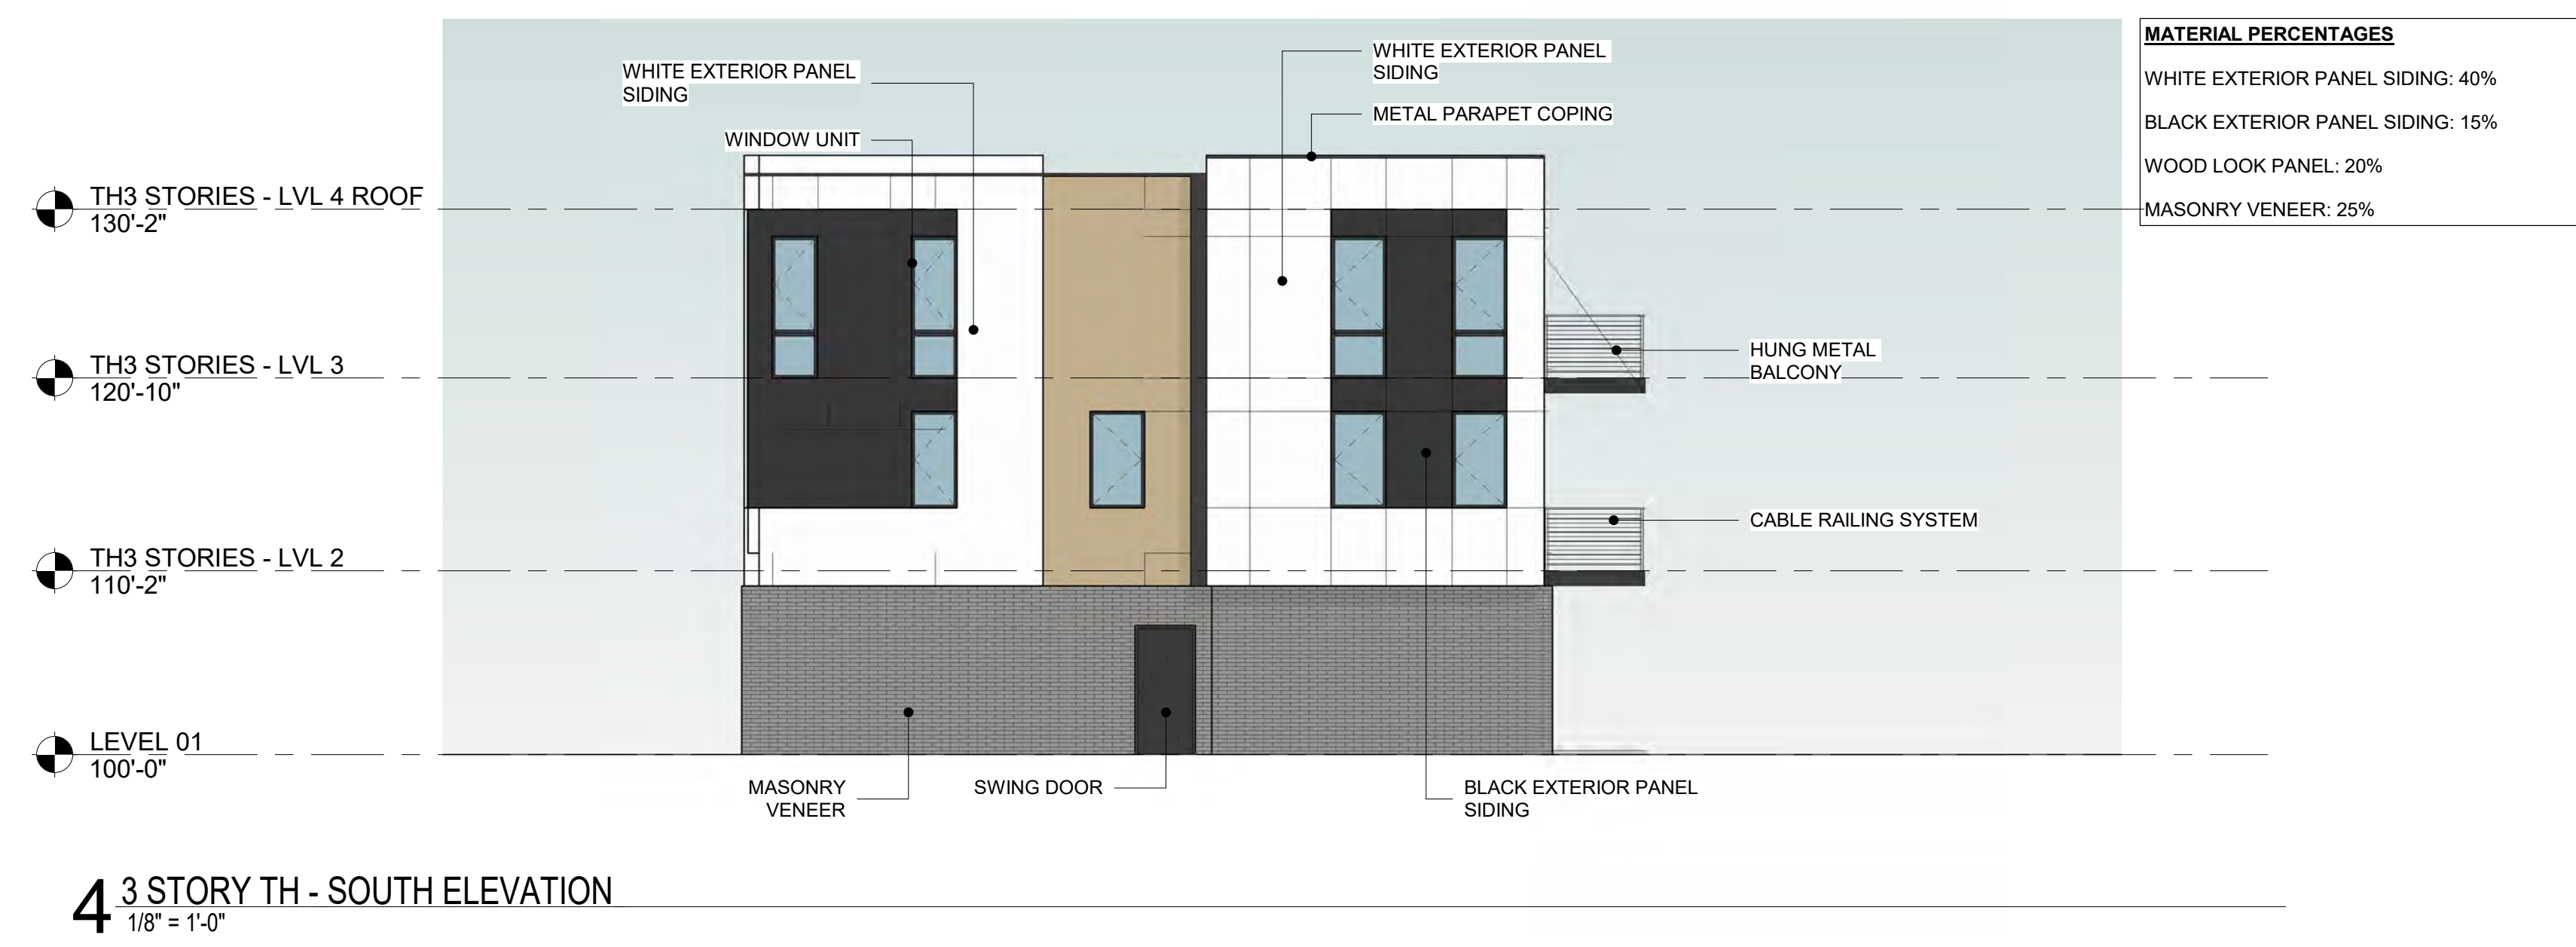 MATERIAL PERCENTAGES
WHITE EXTERIOR PANEL SIDING: 40%
BLACK EXTERIOR PANEL SIDING: 15%
WOOD LOOK PANEL: 20%
MASONRY VENEER: 25%
WHITE EXTERIOR PANEL
SIDING
METAL PARAPET COPING
WHITE EXTERIOR PANEL
SIDING
WINDOW UNIT
TH3 STORIES - LVL 4 ROOF
130'-2"
TH3 STORIES - LVL 3
120'-10"
HUNG METAL
BALCONY
CABLE RAILING SYSTEM
TH3 STORIES - LVL 2
110'-2"
LEVEL 01
100'-0"
MASONRY
VENEER
SWING DOOR
BLACK EXTERIOR PANEL
SIDING
4
3 STORY TH - SOUTH ELEVATION
1/8" = 1'-0"